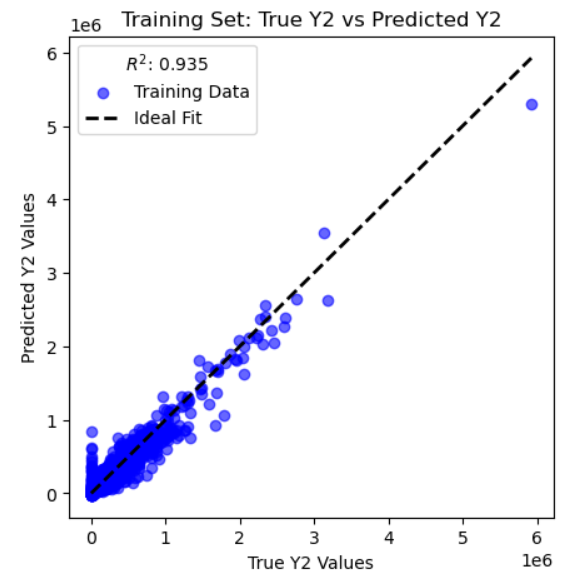 Training Set: True Y2 vs Predicted Y2
1e6
R²: 0.935
Training Data
Ideal Fit
Predicted Y2 Values
6
5
4
3
2
1
0
0 1 2 3 4 5 6
True Y2 Values
1e6